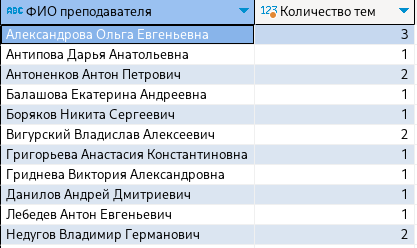 ABC ФИО преподавателя 123 Количество тем
Александрова Ольга Евгеньевна 3
Антипова Дарья Анатольевна 1
Антоненков Антон Петрович 2
Балашова Екатерина Андреевна 1
Боряков Никита Сергеевич 1
Вигурский Владислав Алексеевич 2
Григорьева Анастасия Константиновна 1
Гриднева Виктория Александровна 1
Данилов Андрей Дмитриевич 1
Лебедев Антон Евгеньевич 1
Недугов Владимир Германович 2